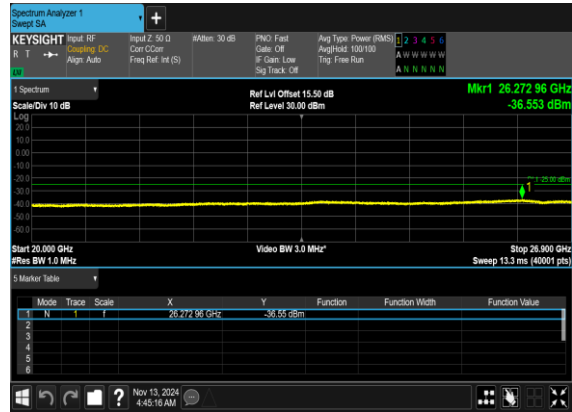 Spectrum Analyzer 1
Swept SA
KEYSIGHT Input: RF Input Z: 50 Ω #Atten: 30 dB PNO: Fast Avg Type: Power (RMS) 1 2 3 4 5 6
R T Coupling: DC Corr CCorr Gate: Off Avg|Hold: 100/100 A W W W W W
Align: Auto Freq Ref: Int (S) IF Gain: Low Trig: Free Run
Sig Track: Off A N N N N N
1 Spectrum Ref Lvl Offset 15.50 dB Mkr1 26.272 96 GHz
Scale/Div 10 dB Ref Level 30.00 dBm -36.553 dBm
Log
20.0
10.0
0.00
-10.0
-20.0
-25.00 dBm
-30.0
1
-40.0
-50.0
-60.0
Start 20.000 GHz Video BW 3.0 MHz* Stop 26.900 GHz
#Res BW 1.0 MHz Sweep 13.3 ms (40001 pts)
5 Marker Table
Mode Trace Scale X Y Function Function Width Function Value
1 N 1 f 26.272 96 GHz -36.55 dBm
2
3
4
5
6
? Nov 13, 2024
4:45:16 AM